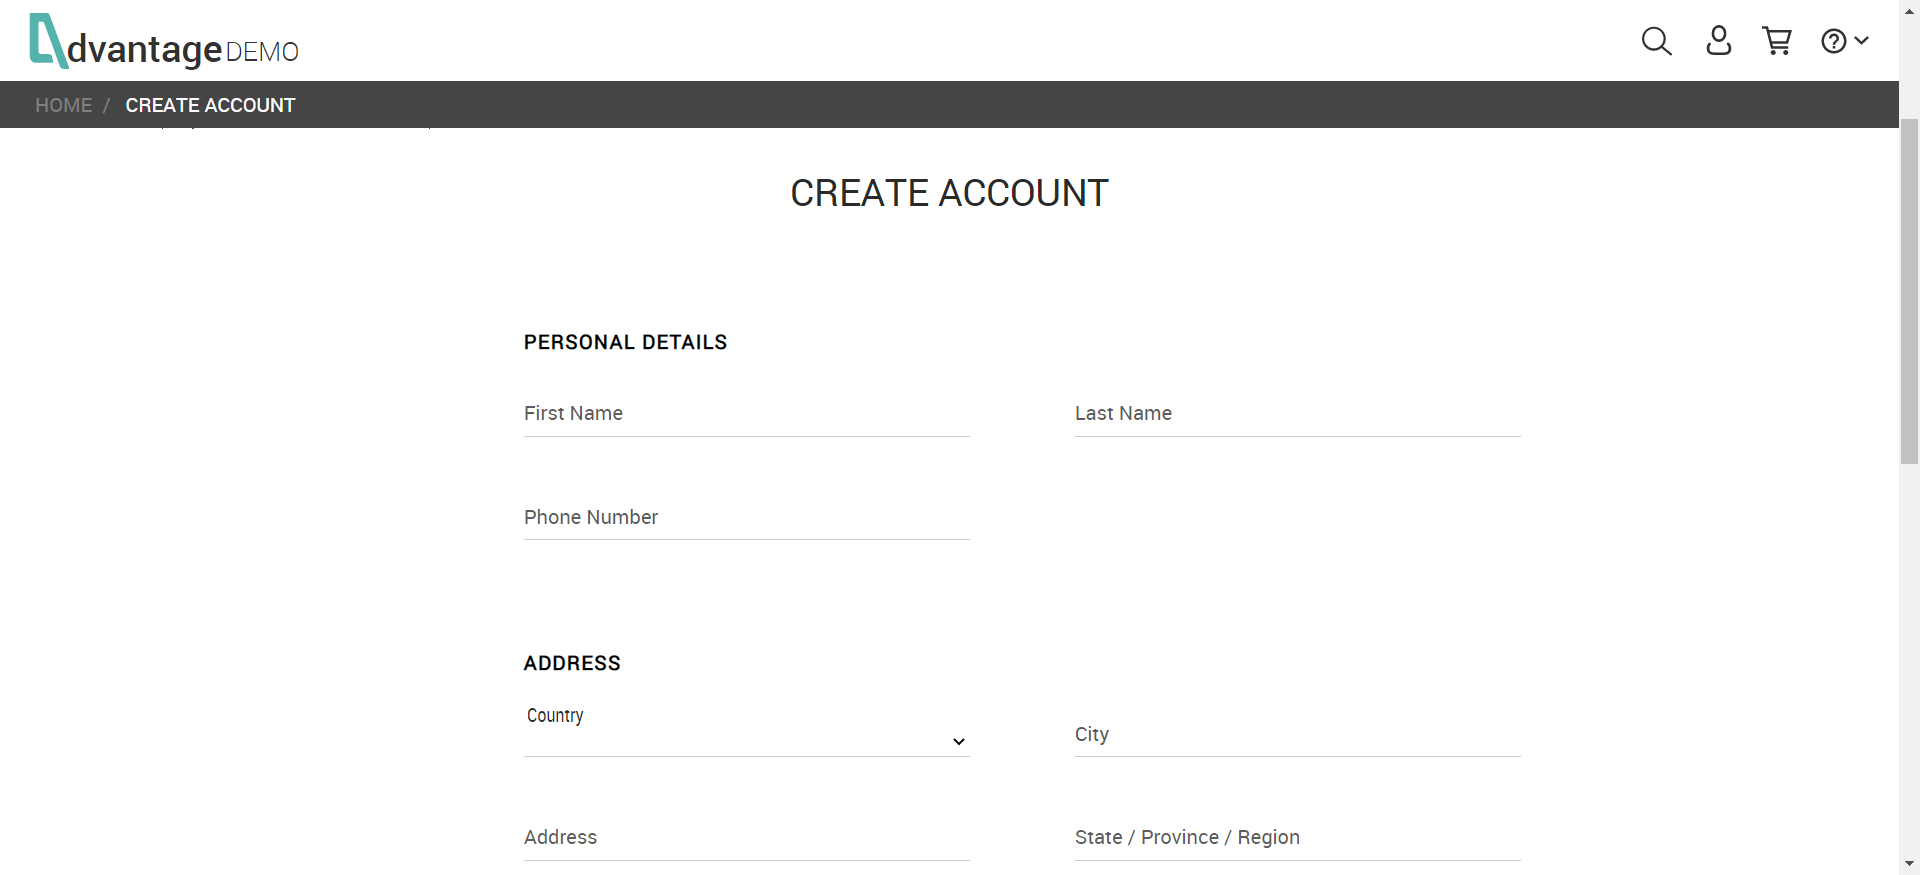 dvantage DEMO
HOME / CREATE ACCOUNT
CREATE ACCOUNT
PERSONAL DETAILS
First Name
Last Name
Phone Number
ADDRESS
Country
City
Address
State / Province / Region